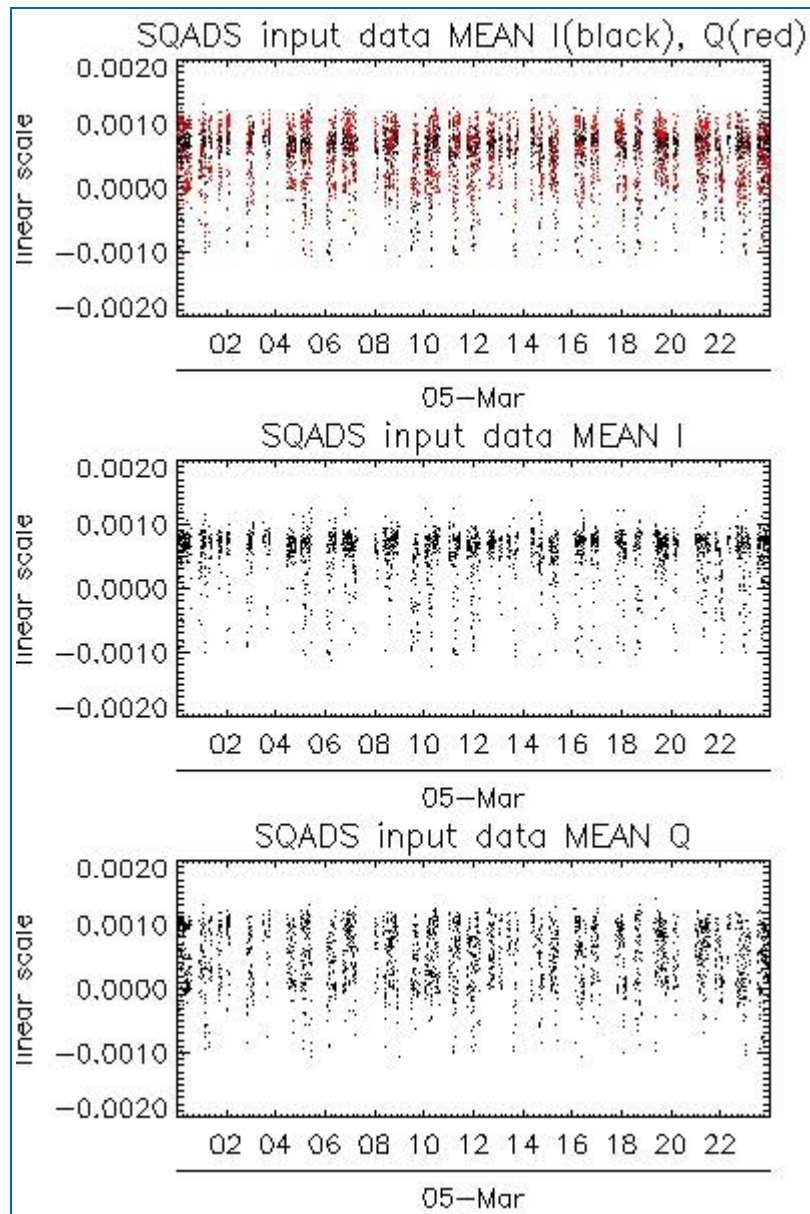 SQADS input data MEAN I(black), Q(red)
0.0020
0.0010
0.0000
−0.0010
−0.0020
linear scale
02 04 06 08 10 12 14 16 18 20 22
05−Mar
SQADS input data MEAN I
0.0020
0.0010
0.0000
−0.0010
−0.0020
linear scale
02 04 06 08 10 12 14 16 18 20 22
05−Mar
SQADS input data MEAN Q
0.0020
0.0010
0.0000
−0.0010
−0.0020
linear scale
02 04 06 08 10 12 14 16 18 20 22
05−Mar